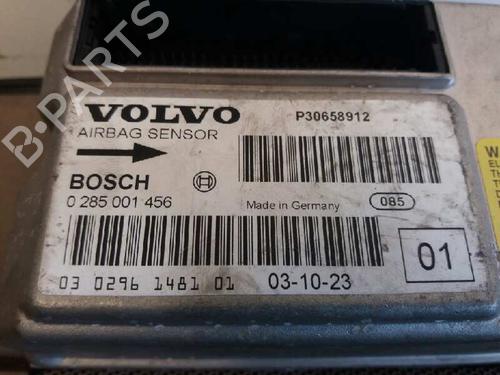 VOLVO
P30658912
AIRBAG SENSOR
BOSCH
0 285 001 456
Made in Germany
085
01
03 0296 1481 01
03-10-23
B-PARTS